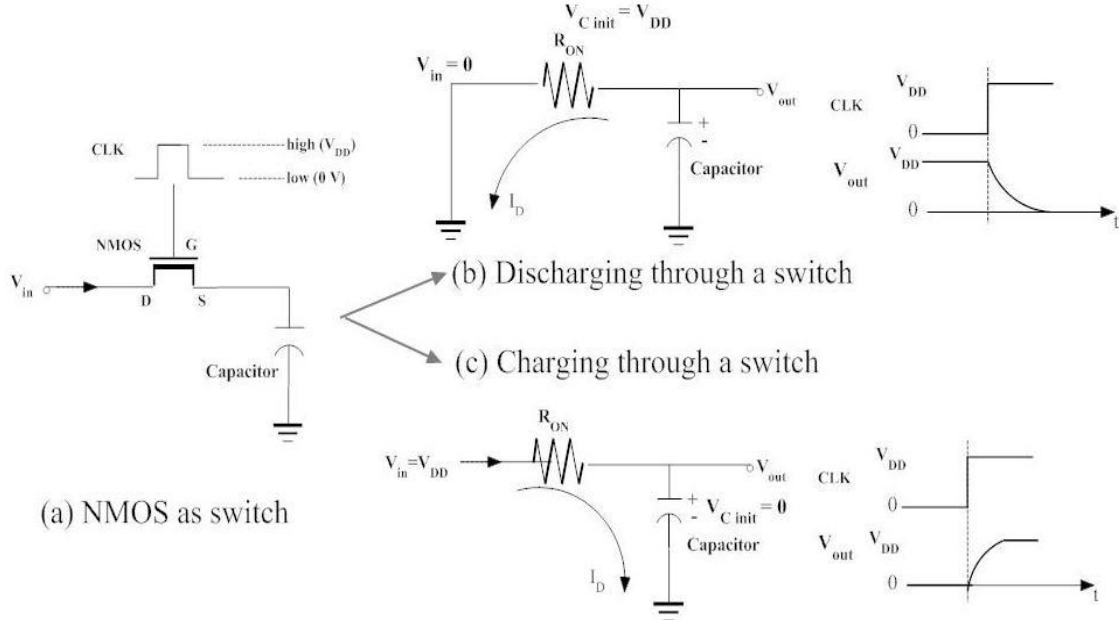 CLK
high (V_DD)
low (0 V)
NMOS
G
V_in
D
S
Capacitor
(a) NMOS as switch
V_C init = V_DD
R_ON
V_in = 0
V_out
+
-
Capacitor
I_D
CLK
V_DD
0
V_out
V_DD
0
t
(b) Discharging through a switch
(c) Charging through a switch
R_ON
V_in=V_DD
V_out
+
-
V_C init = 0
Capacitor
I_D
CLK
V_DD
0
V_out
V_DD
0
t